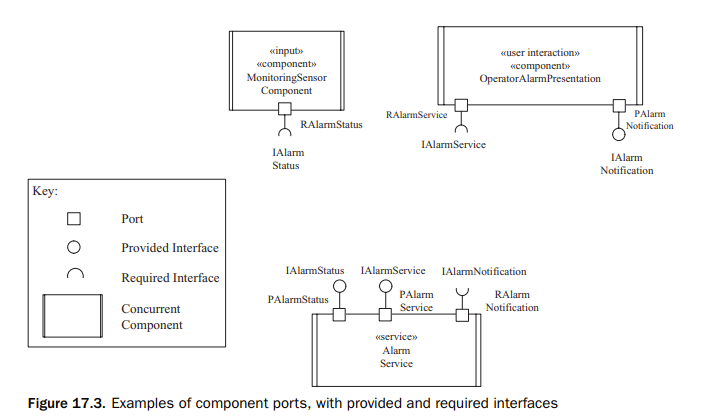 «input»
«component»
MonitoringSensor
Component
RAlarmStatus
IAlarm
Status
«user interaction»
«component»
OperatorAlarmPresentation
RAlarmService
IAlarmService
PAlarm
Notification
IAlarm
Notification
Key:
Port
Provided Interface
Required Interface
Concurrent
Component
IAlarmStatus
IAlarmService
IAlarmNotification
PAlarmStatus
PAlarm
Service
RAlarm
Notification
«service»
Alarm
Service
Figure 17.3. Examples of component ports, with provided and required interfaces